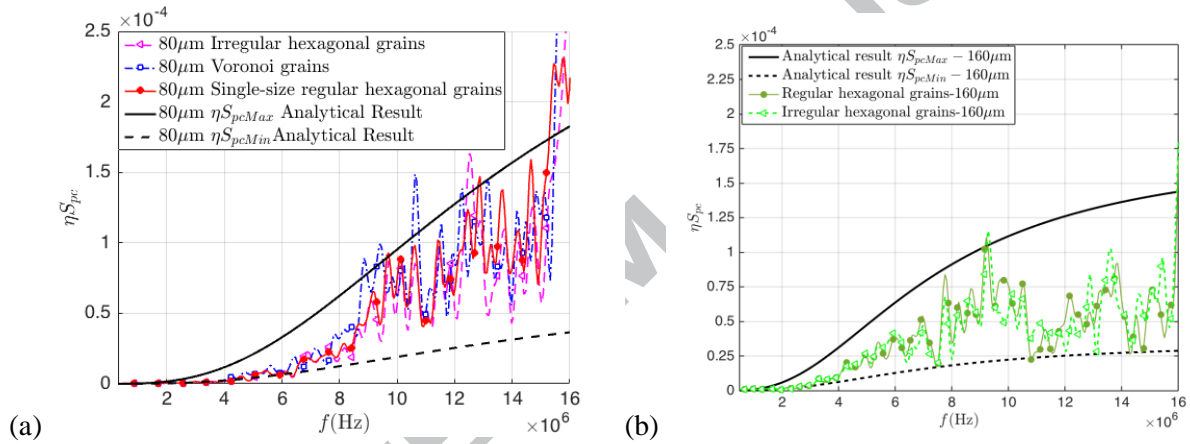 ×10⁻⁴
2.5
2
1.5
1
0.5
0
ηS_pc
80μm Irregular hexagonal grains
80μm Voronoi grains
80μm Single-size regular hexagonal grains
80μm ηS_pcMax Analytical Result
80μm ηS_pcMin Analytical Result
2 4 6 8 10 12 14 16
f(Hz)
×10⁶
(a)
×10⁻⁴
2.5
2.25
2.0
1.75
1.5
1.25
1
0.75
0.5
0.25
0
ηS_pc
Analytical result ηS_pcMax − 160μm
Analytical result ηS_pcMin − 160μm
Regular hexagonal grains-160μm
Irregular hexagonal grains-160μm
2 4 6 8 10 12 14 16
f(Hz)
×10⁶
(b)
M